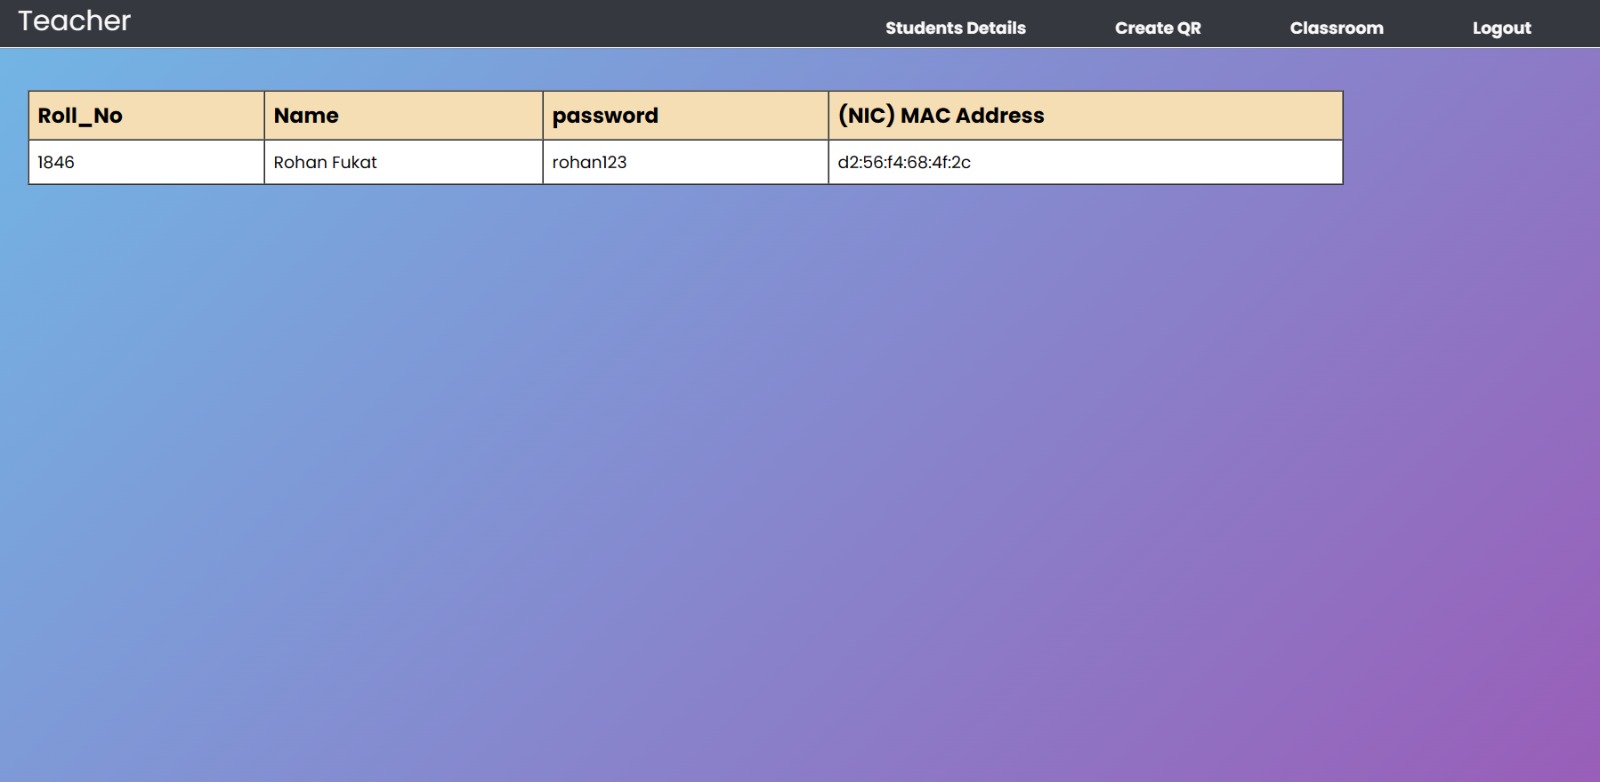 Teacher
Students Details Create QR Classroom Logout
Roll_No Name password (NIC) MAC Address
1846 Rohan Fukat rohan123 d2:56:f4:68:4f:2c